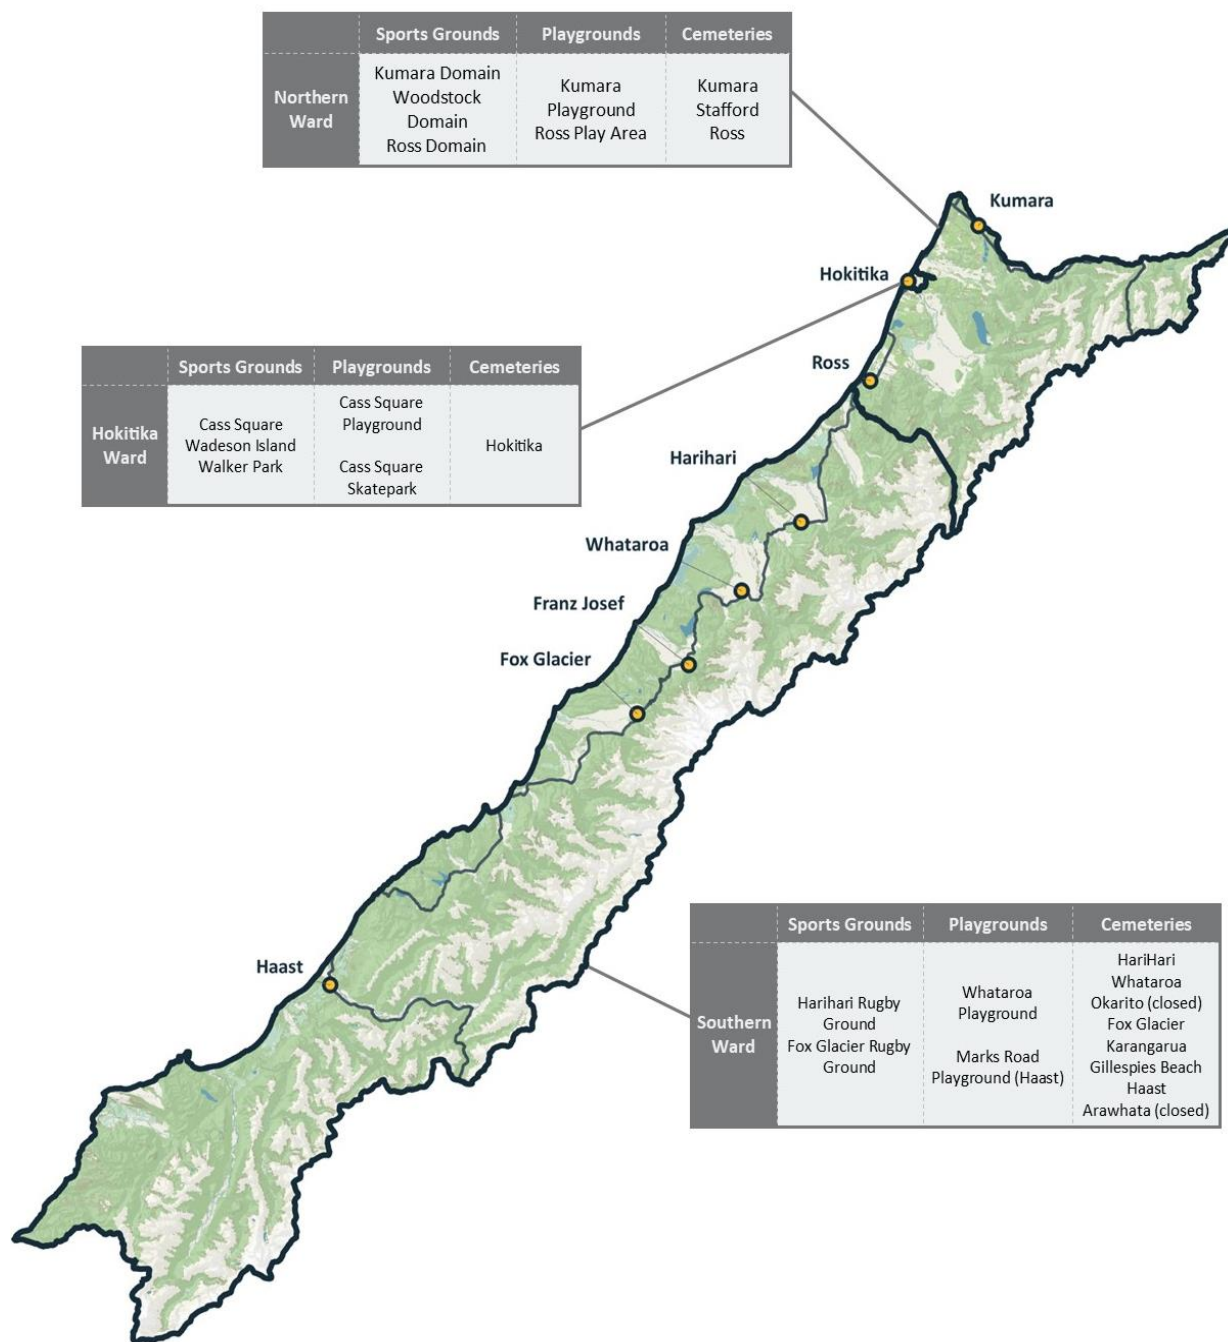 Sports Grounds Playgrounds Cemeteries
Northern Ward
Kumara Domain
Woodstock
Domain
Ross Domain
Kumara
Playground
Ross Play Area
Kumara
Stafford
Ross
Kumara
Hokitika
Ross
Sports Grounds Playgrounds Cemeteries
Hokitika
Ward
Cass Square
Wadeson Island
Walker Park
Cass Square
Playground
Cass Square
Skatepark
Hokitika
Harihari
Whataroa
Franz Josef
Fox Glacier
Haast
Sports Grounds Playgrounds Cemeteries
Southern
Ward
Harihari Rugby
Ground
Fox Glacier Rugby
Ground
Whataroa
Playground
Marks Road
Playground (Haast)
HariHari
Whataroa
Okarito (closed)
Fox Glacier
Karangarua
Gillespies Beach
Haast
Arawhata (closed)